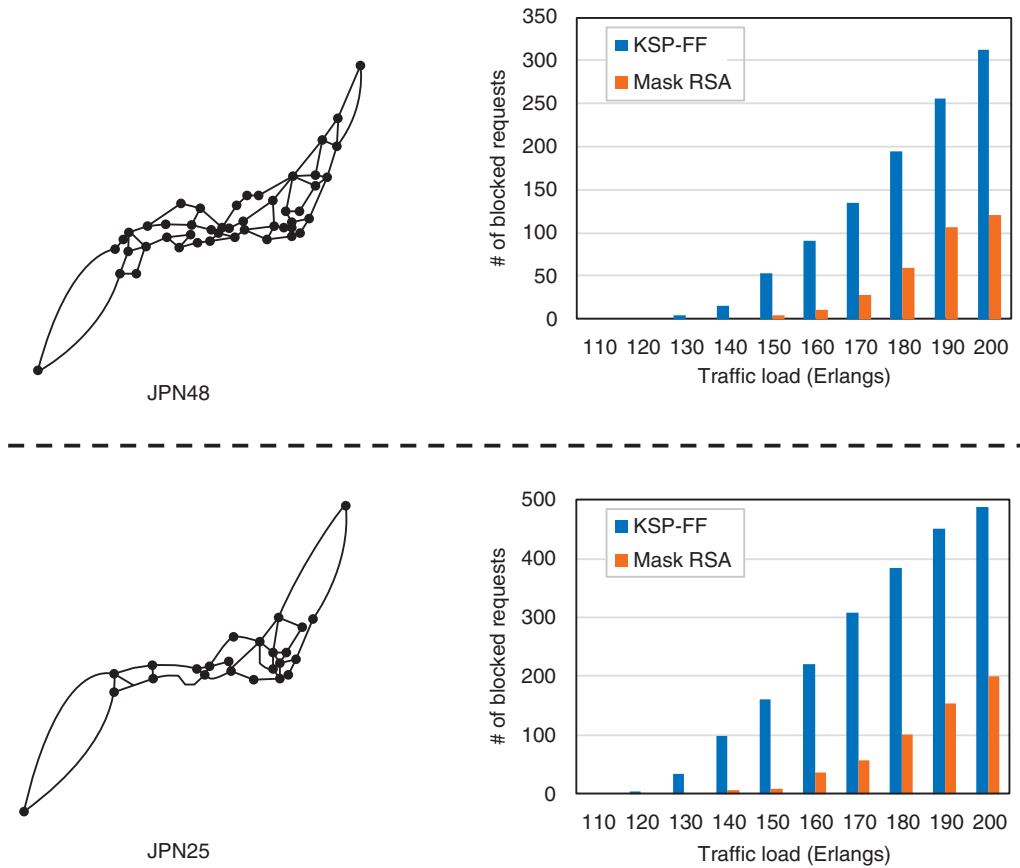 350
300
250
200
150
100
50
0
# of blocked requests
KSP-FF
Mask RSA
110 120 130 140 150 160 170 180 190 200
Traffic load (Erlangs)
JPN48
500
400
300
200
100
0
# of blocked requests
KSP-FF
Mask RSA
110 120 130 140 150 160 170 180 190 200
Traffic load (Erlangs)
JPN25